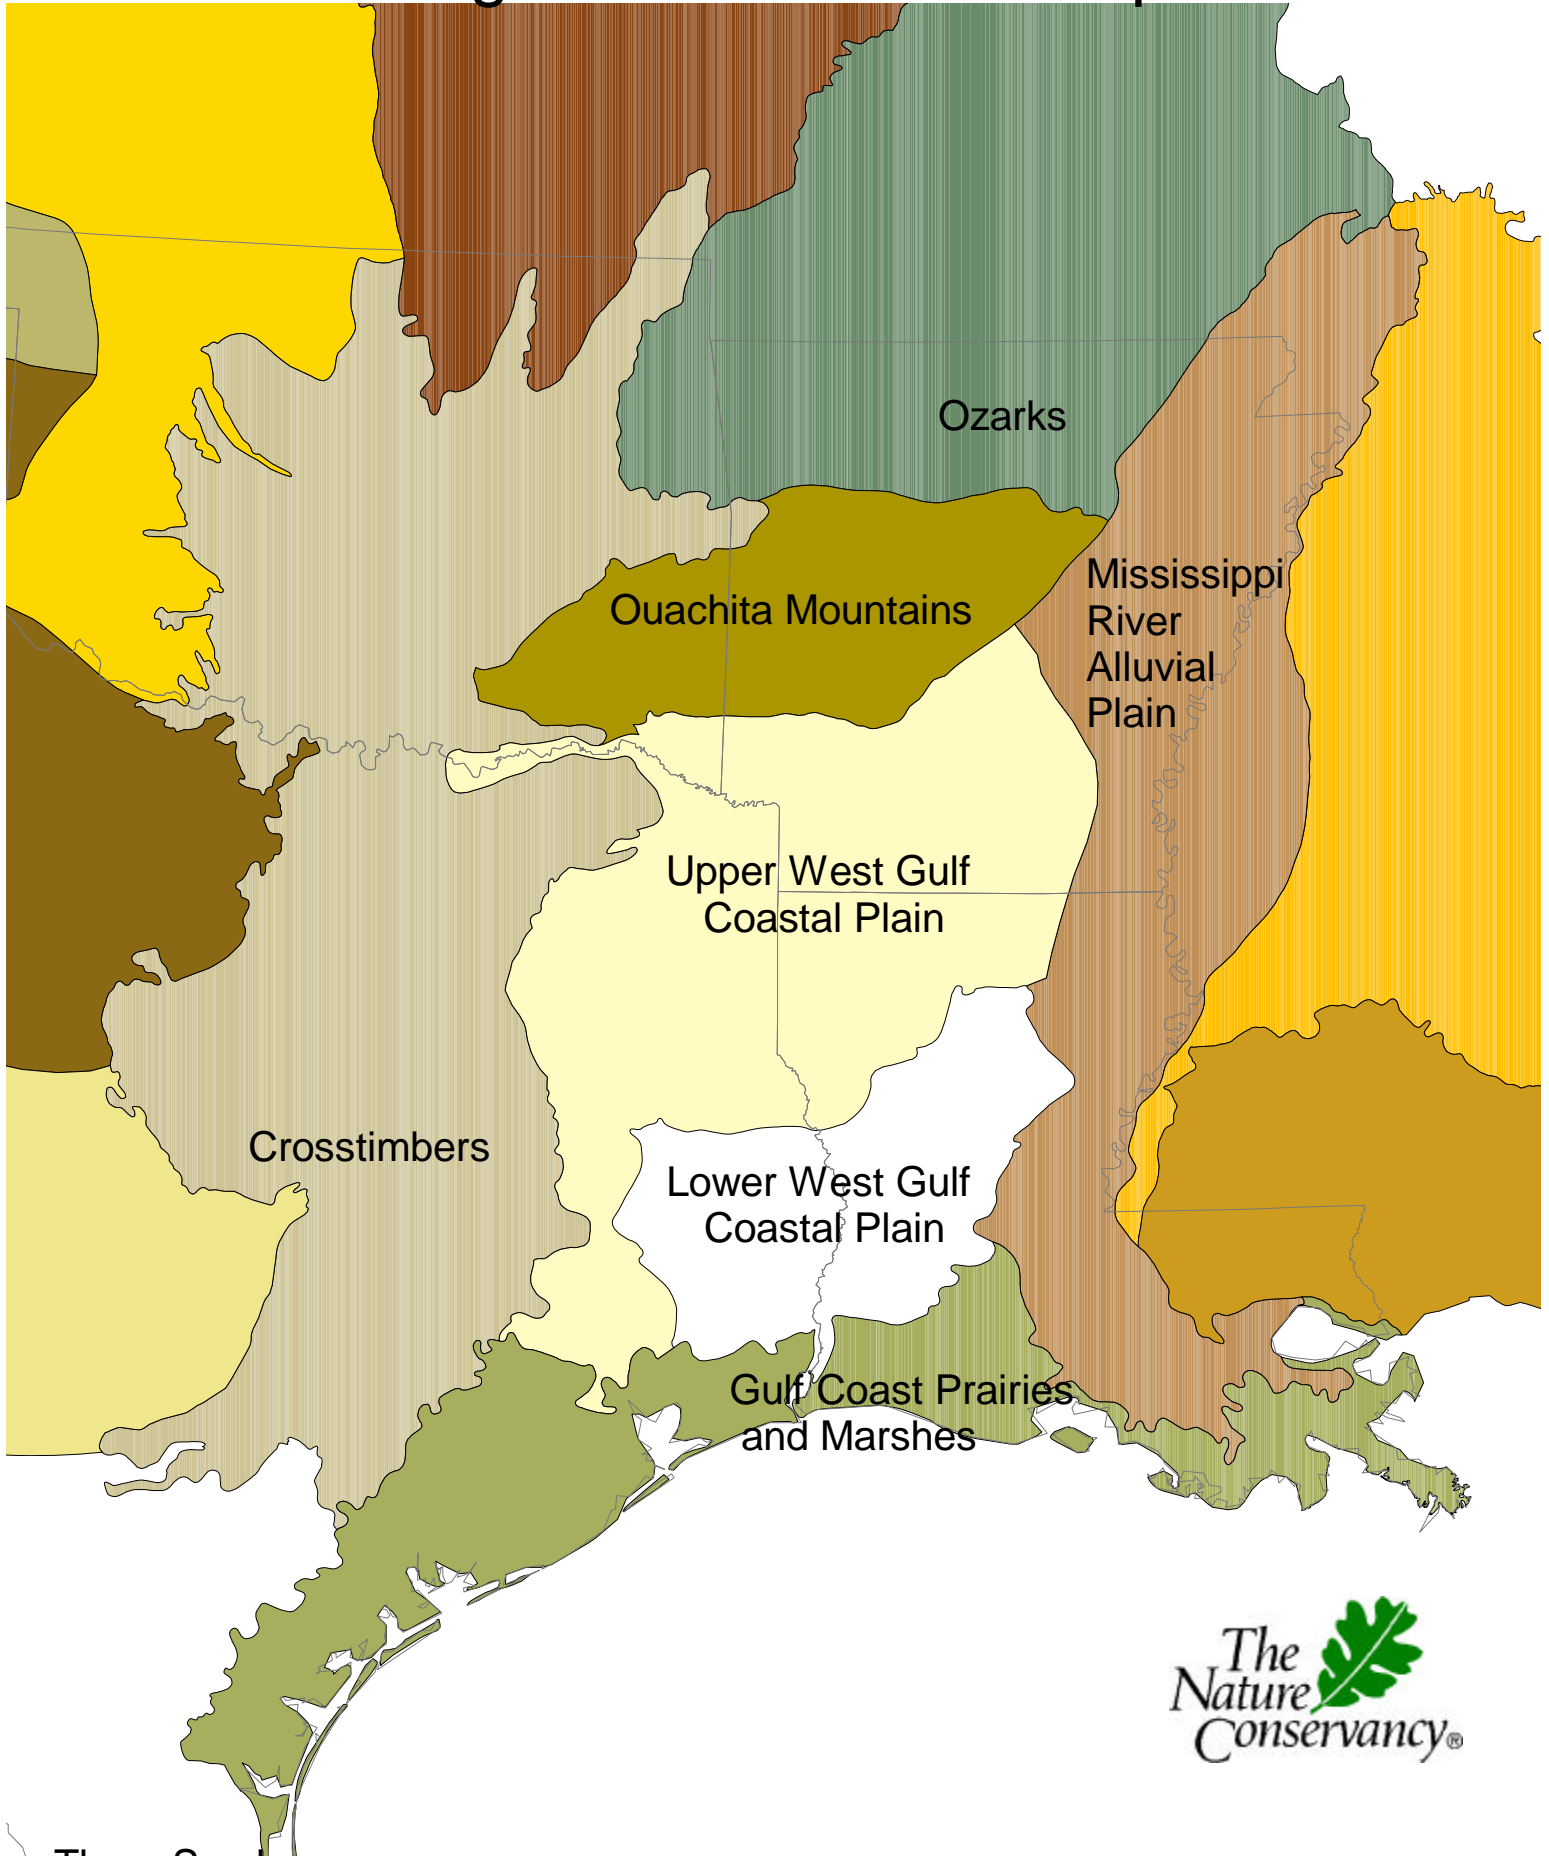 Ozarks
Ouachita Mountains
Mississippi
River
Alluvial
Plain
Upper West Gulf
Coastal Plain
Crosstimbers
Lower West Gulf
Coastal Plain
Gulf Coast Prairies
and Marshes
The
Nature
Conservancy®